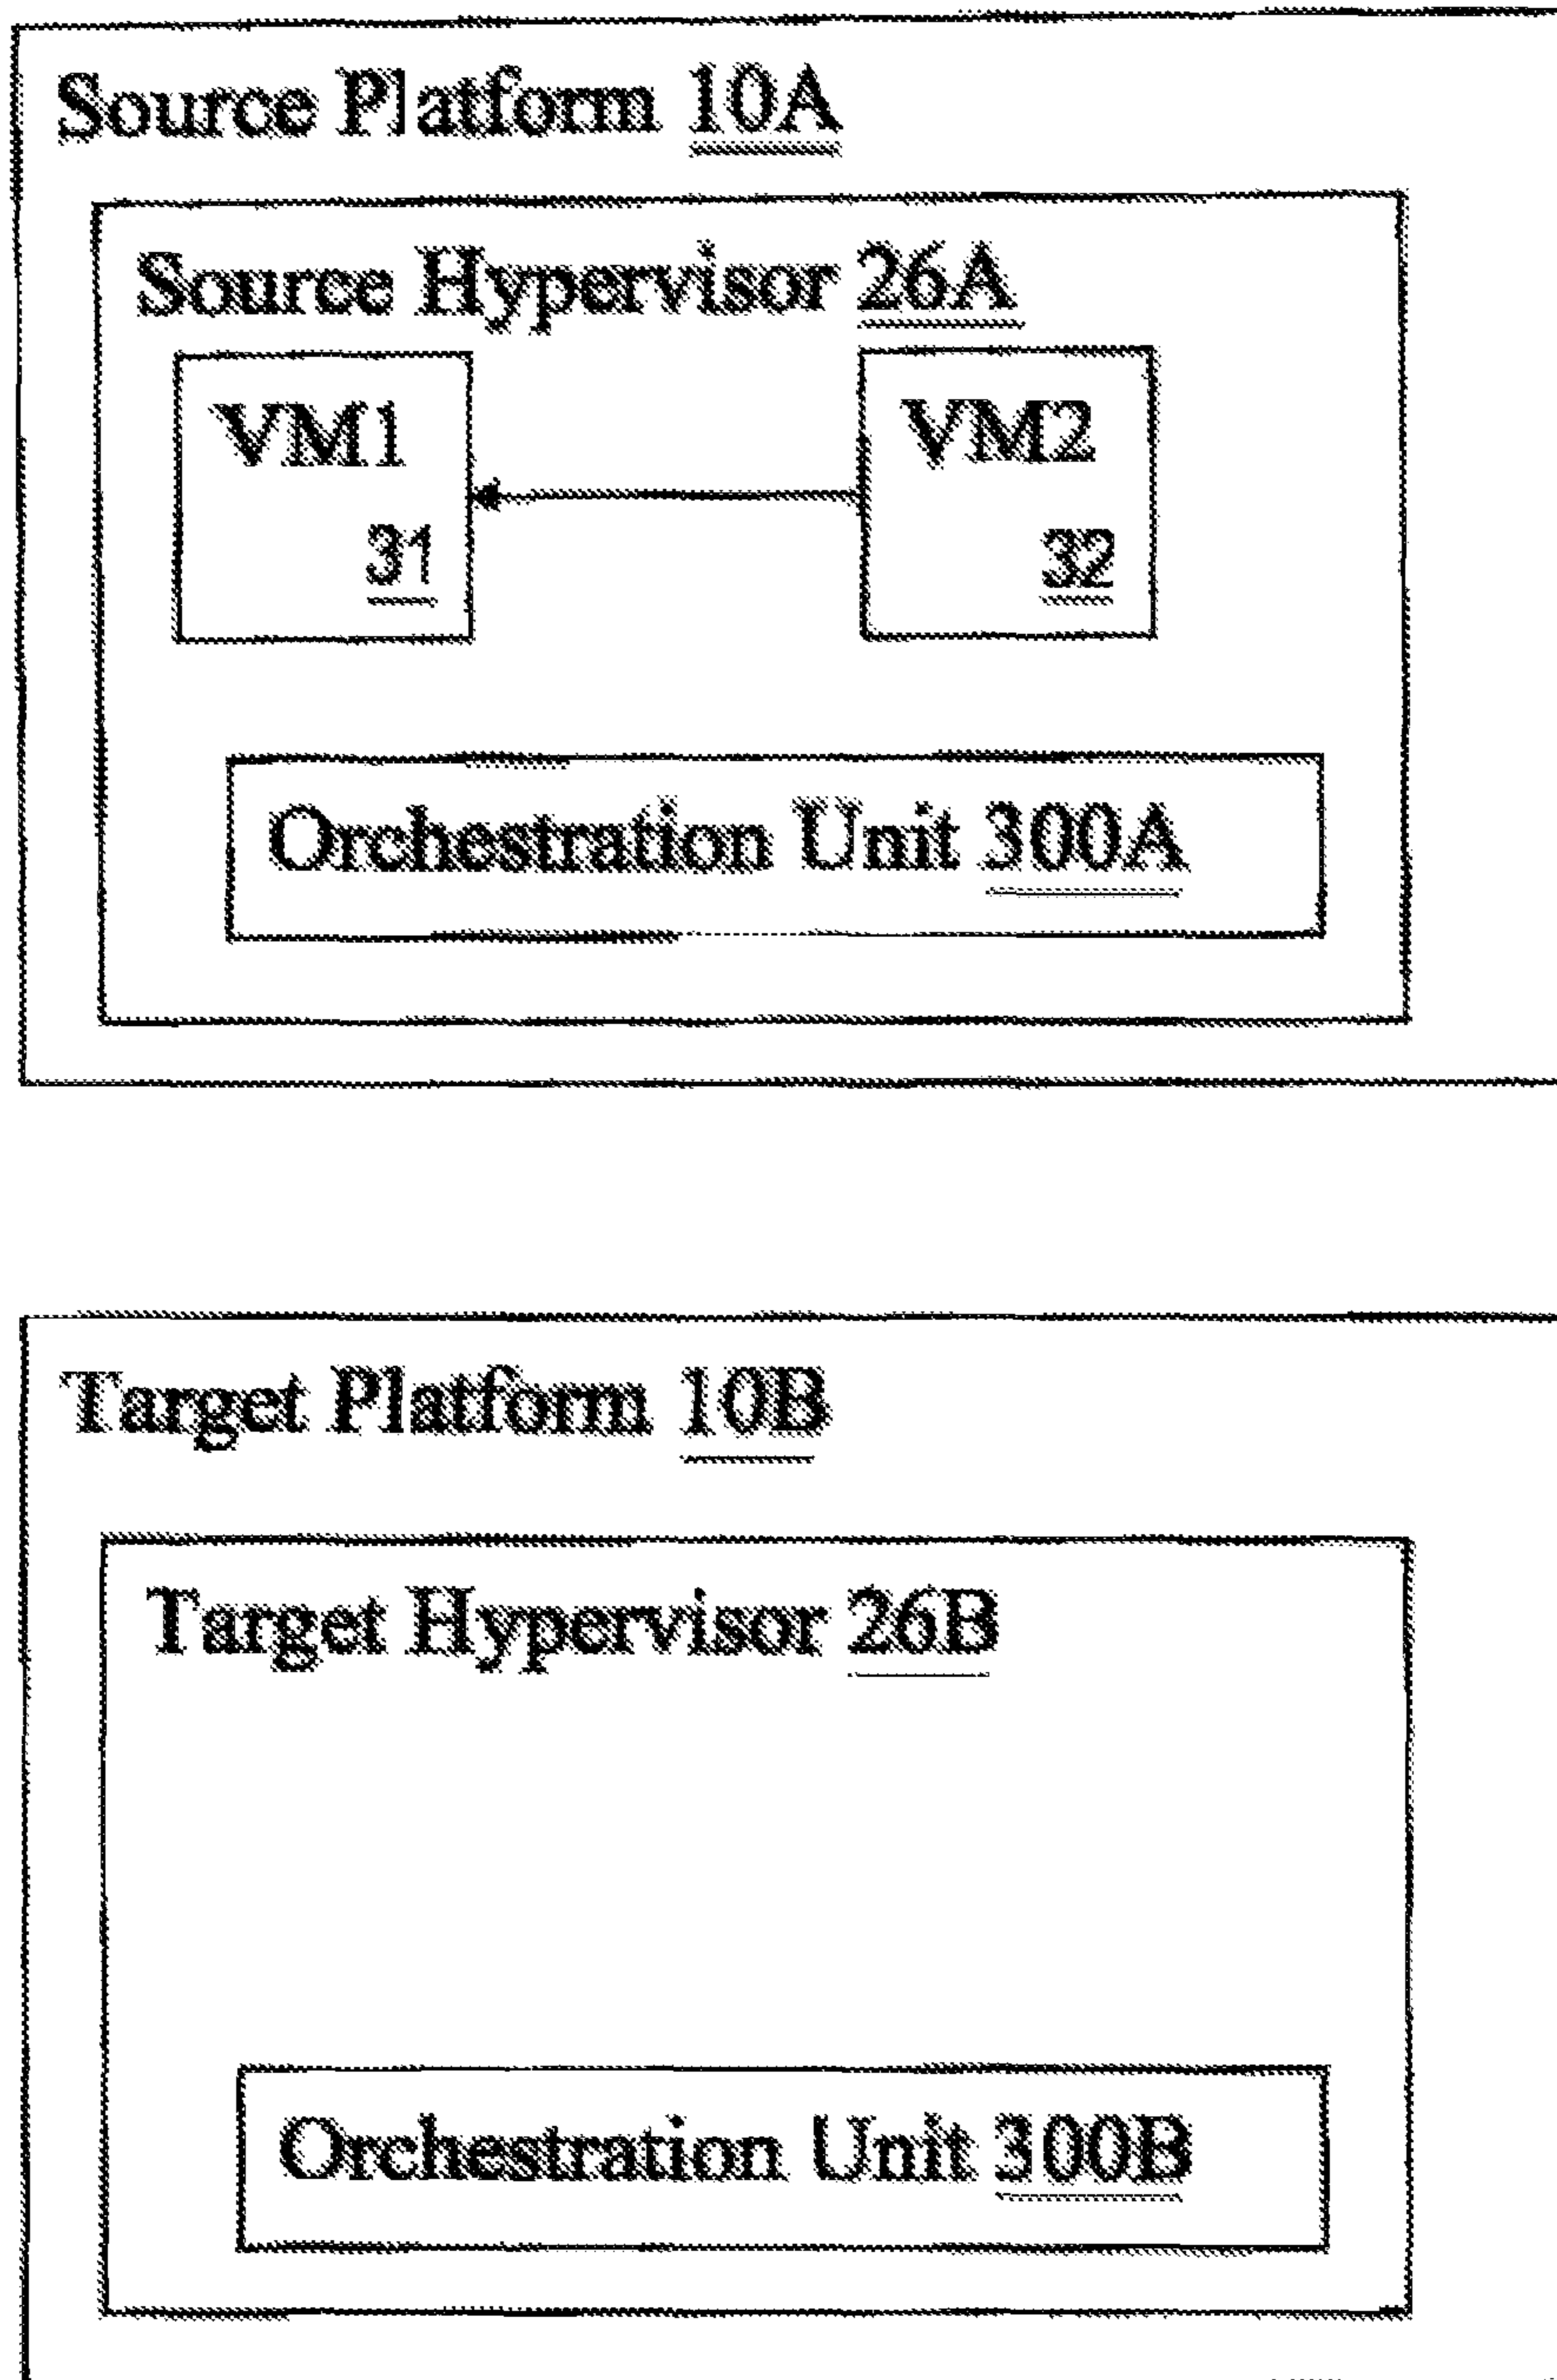 Source Platform 10A
Source Hypervisor 26A
VM1
31
VM2
32
Orchestration Unit 300A
Target Platform 10B
Target Hypervisor 26B
Orchestration Unit 300B